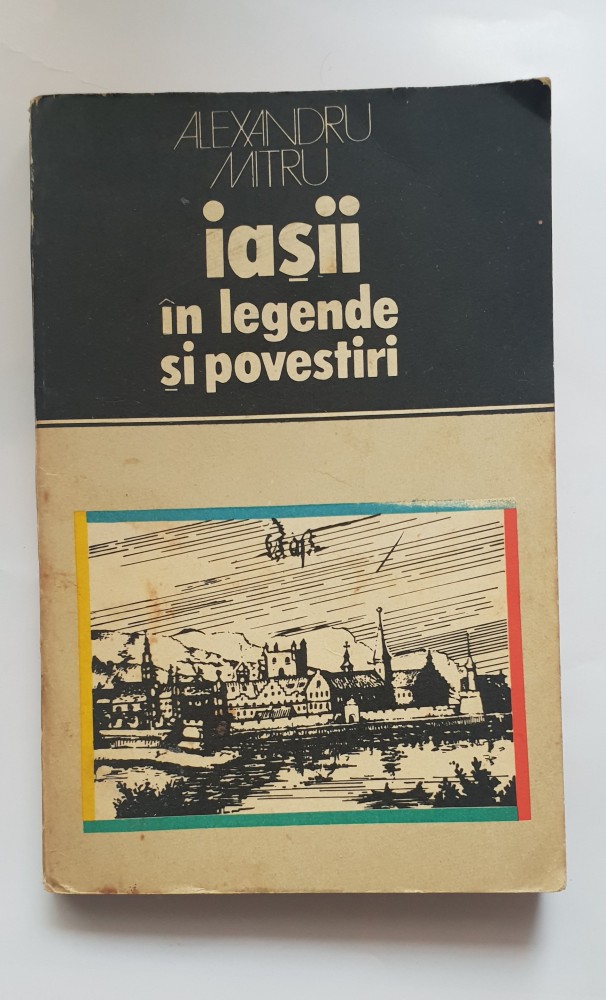 ALEXANDRU
MITRU
iașii
în legende
și povestiri